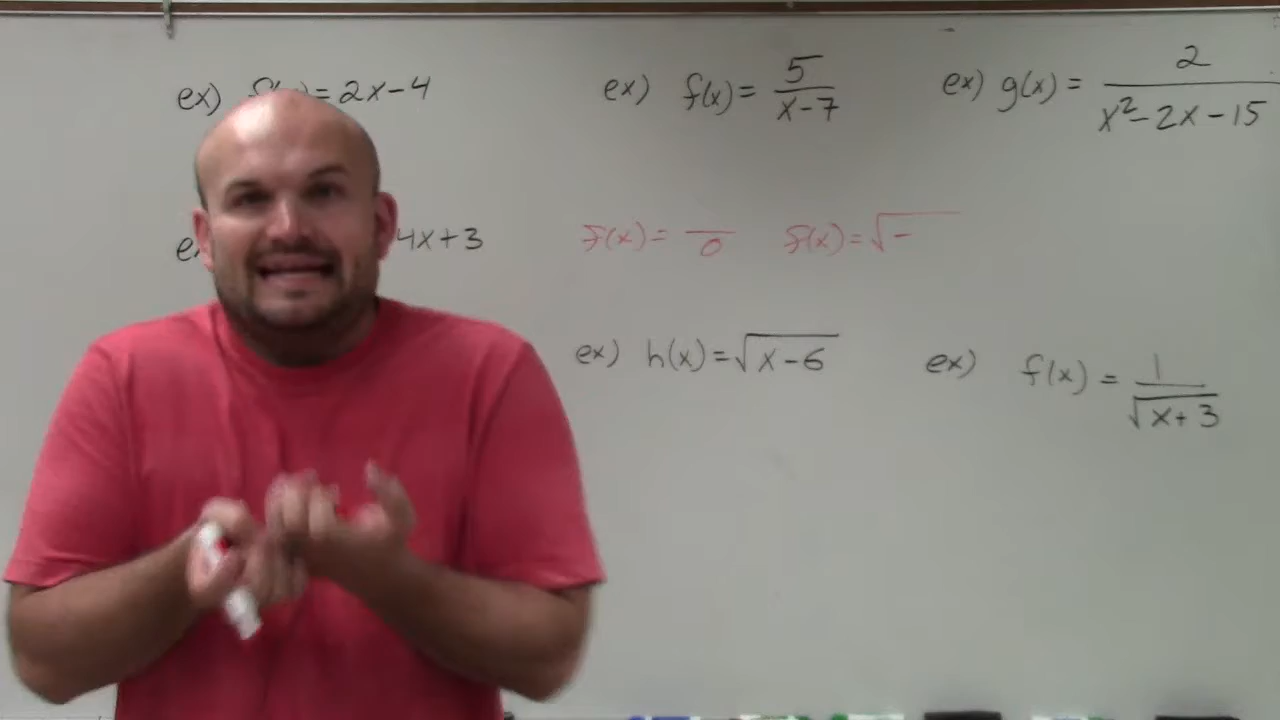 ex) f(x) = 2x - 4
ex) f(x) = 5/(x - 7)
ex) g(x) = 2/(x² - 2x - 15)
4x + 3
f(x) = —/0
f(x) = √-
ex) h(x) = √(x - 6)
ex) f(x) = 1/√(x + 3)